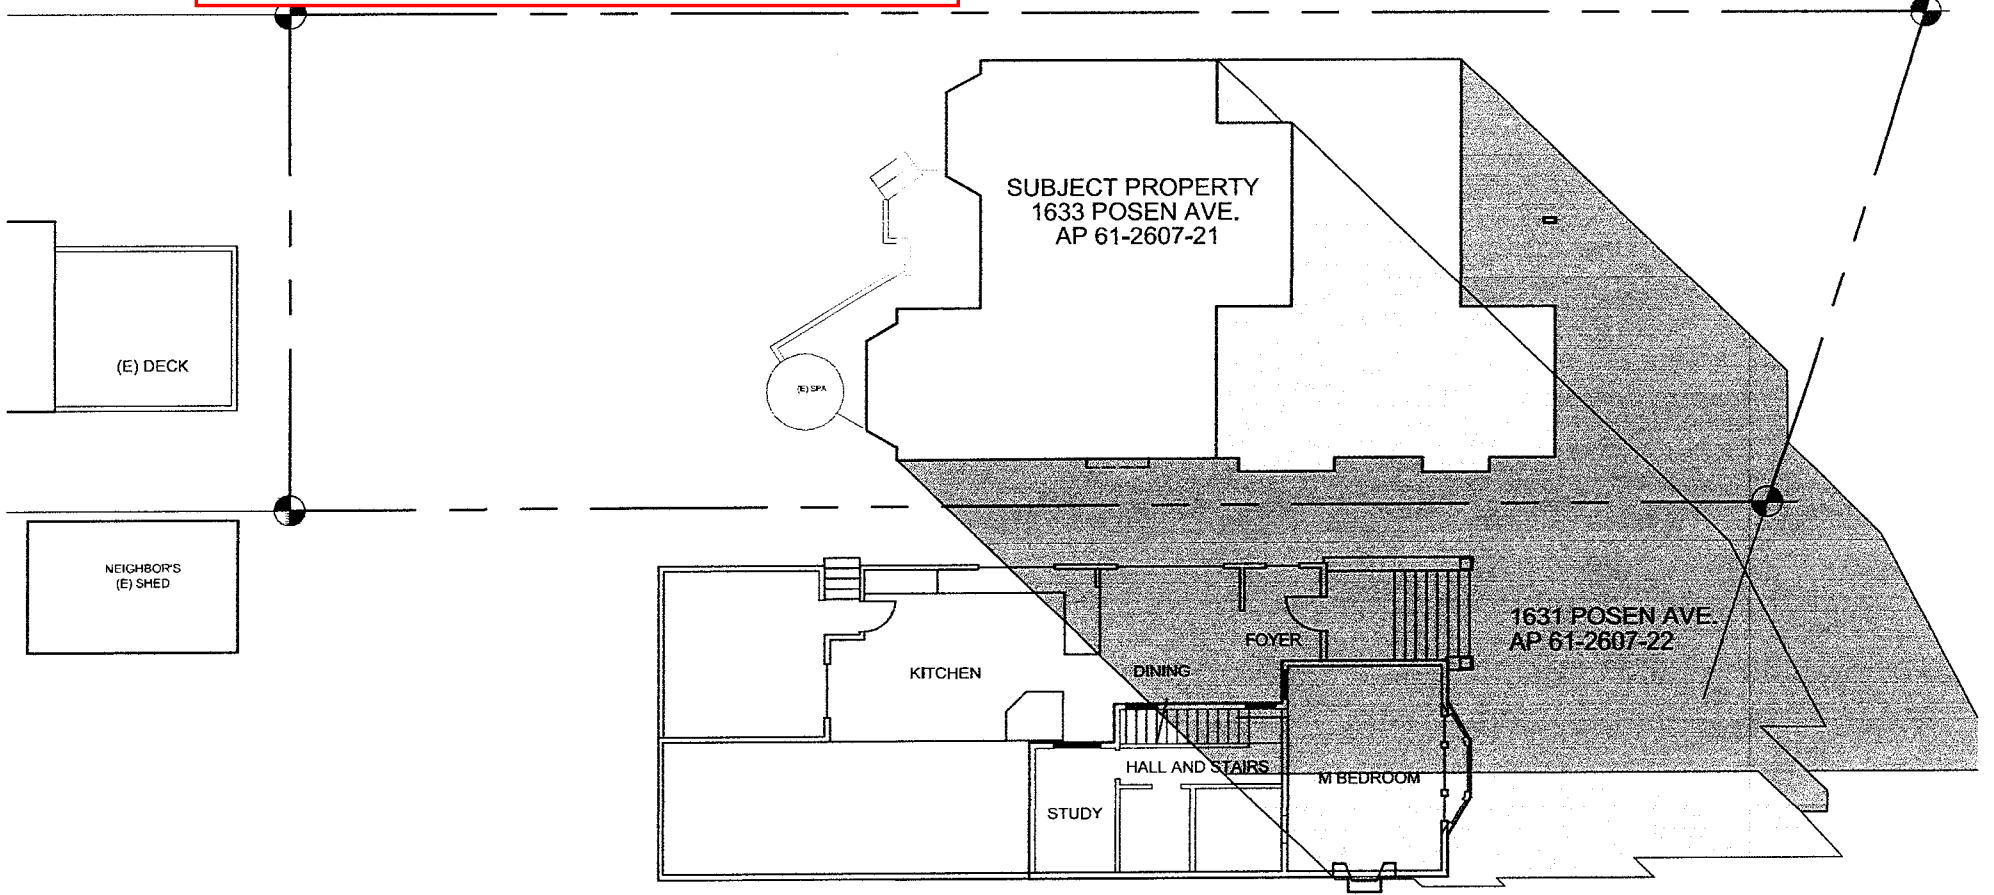 SUBJECT PROPERTY
1633 POSEN AVE.
AP 61-2607-21
(E) DECK
(E) SPA
NEIGHBOR'S
(E) SHED
1631 POSEN AVE.
AP 61-2607-22
FOYER
KITCHEN
DINING
HALL AND STAIRS
M BEDROOM
STUDY